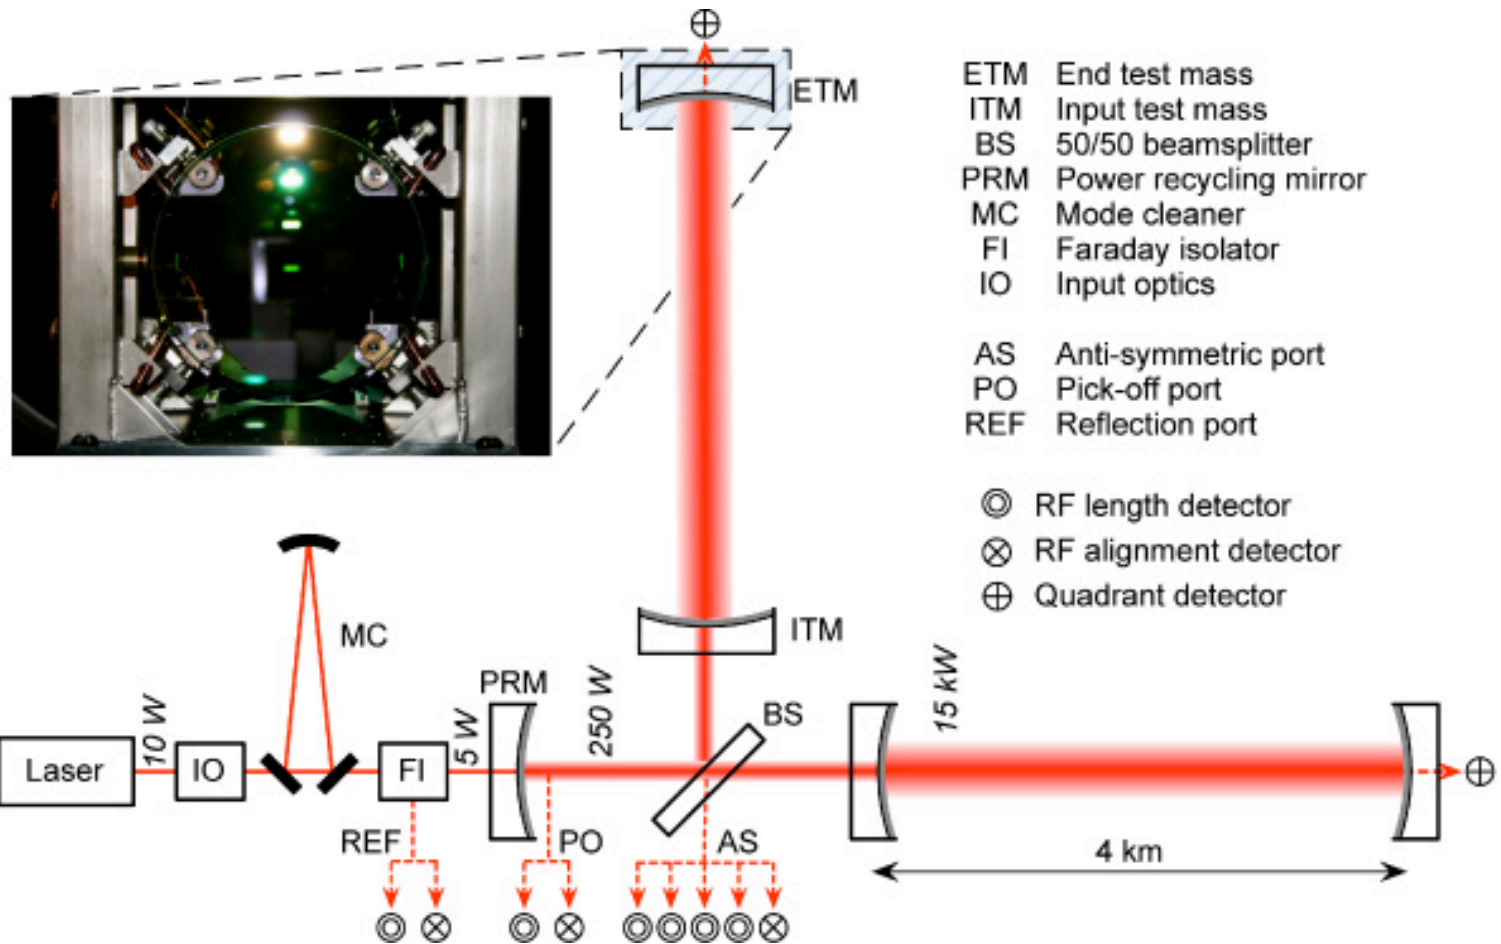 ETM
ETM End test mass
ITM Input test mass
BS 50/50 beamsplitter
PRM Power recycling mirror
MC Mode cleaner
FI Faraday isolator
IO Input optics
AS Anti-symmetric port
PO Pick-off port
REF Reflection port
RF length detector
RF alignment detector
Quadrant detector
MC
ITM
PRM
250 W
BS
15 kW
Laser
10 W
IO
FI
5 W
REF
PO
AS
4 km